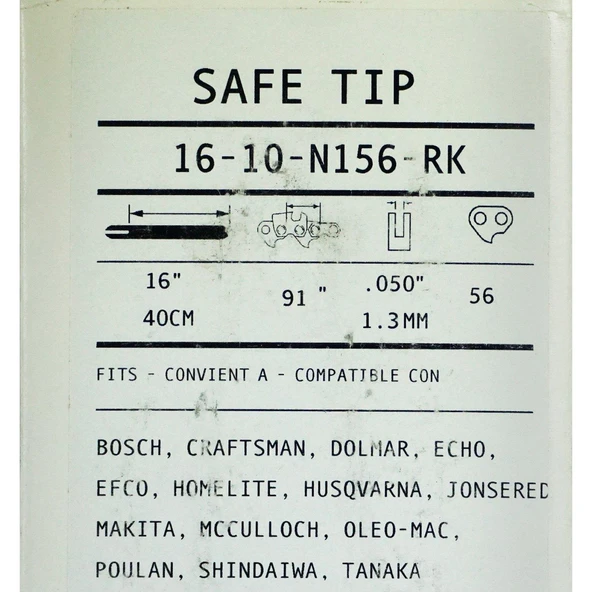 SAFE TIP
16-10-N156-RK
16" 91 " .050" 56
40CM 1.3MM
FITS - CONVIENT A - COMPATIBLE CON
BOSCH, CRAFTSMAN, DOLMAR, ECHO,
EFCO, HOMELITE, HUSQVARNA, JONSERED
MAKITA, MCCULLOCH, OLEO-MAC,
POULAN, SHINDAIWA, TANAKA